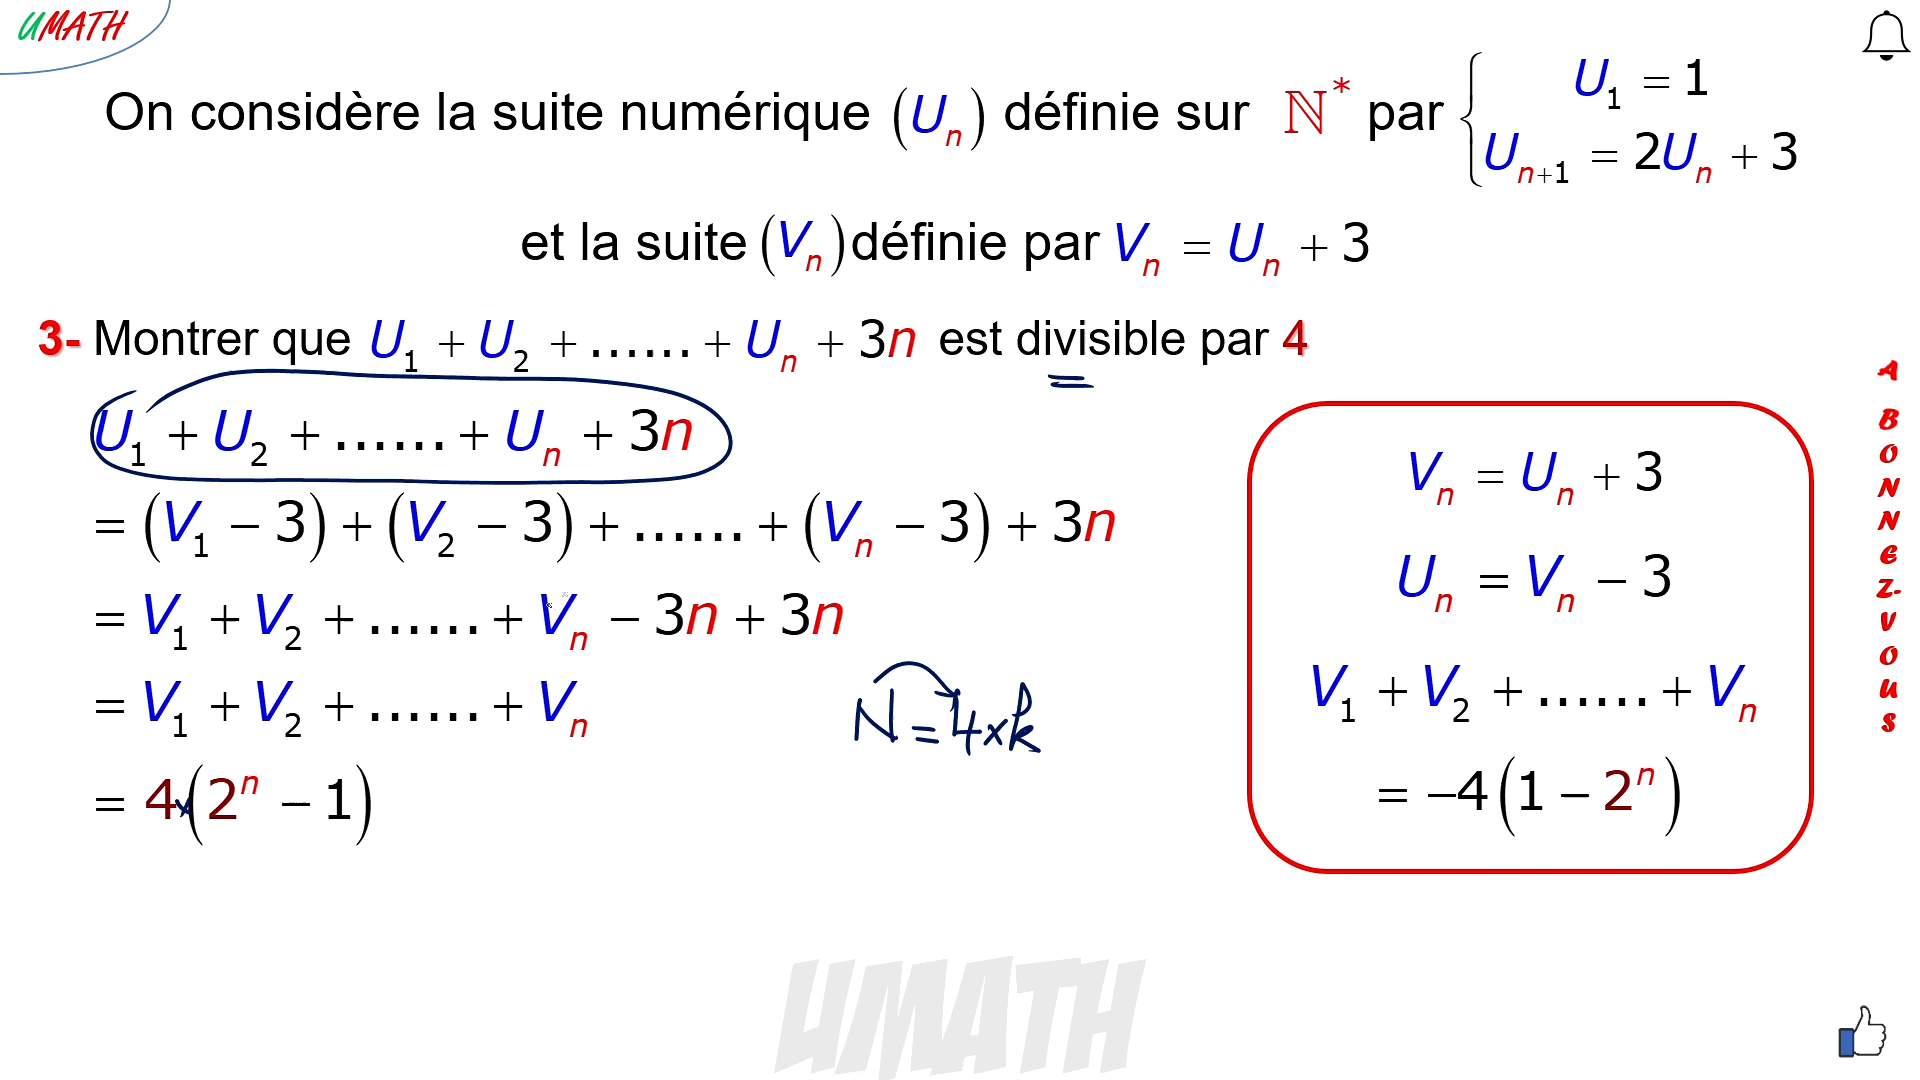 UMATH
On considère la suite numérique (Uₙ) définie sur ℕ* par { U₁ = 1
Uₙ₊₁ = 2Uₙ + 3
et la suite (Vₙ) définie par Vₙ = Uₙ + 3
3- Montrer que U₁ + U₂ + ...... + Uₙ + 3n est divisible par 4
U₁ + U₂ + ...... + Uₙ + 3n
= (V₁ − 3) + (V₂ − 3) + ...... + (Vₙ − 3) + 3n
= V₁ + V₂ + ...... + Vₙ − 3n + 3n
= V₁ + V₂ + ...... + Vₙ
= 4×(2ⁿ − 1)
N = 4×k
Vₙ = Uₙ + 3
Uₙ = Vₙ − 3
V₁ + V₂ + ...... + Vₙ
= −4(1 − 2ⁿ)
ABONNEZ-VOUS
UMATH